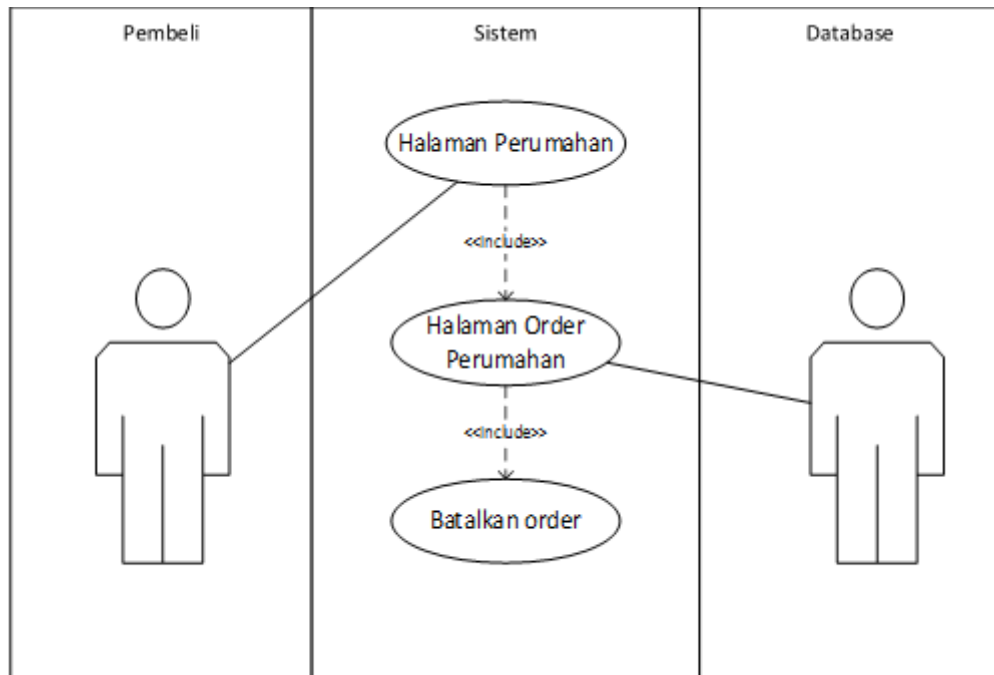 Pembeli
Sistem
Database
Halaman Perumahan
<<Include>>
Halaman Order
Perumahan
<<Include>>
Batalkan order